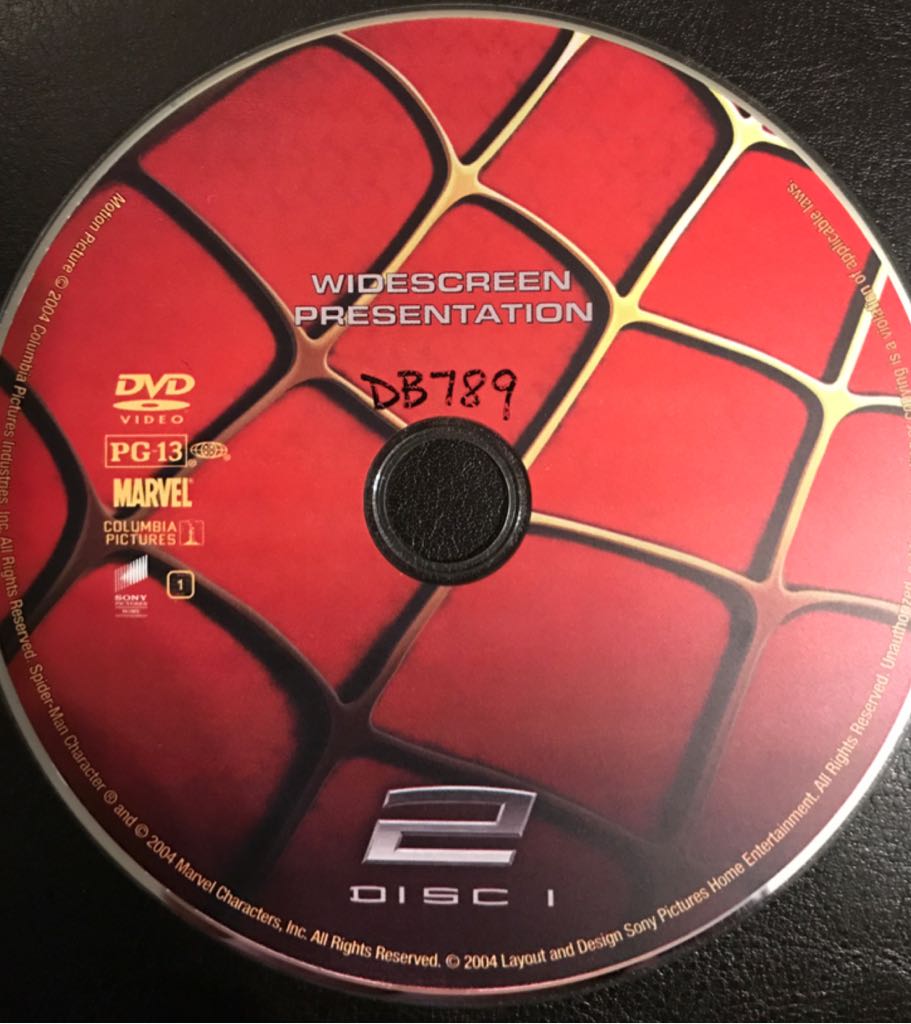 WIDESCREEN
PRESENTATION
DB789
DVD
VIDEO
PG-13
MARVEL
COLUMBIA
PICTURES
SONY
PICTURES
1
2
DISC 1
Motion Picture © 2004 Columbia Pictures Industries, Inc. All Rights Reserved. Spider-Man Character ® and © 2004 Marvel Characters, Inc. All Rights Reserved. © 2004 Layout and Design Sony Pictures Home Entertainment. All Rights Reserved. Unauthorized is a violation of applicable laws.